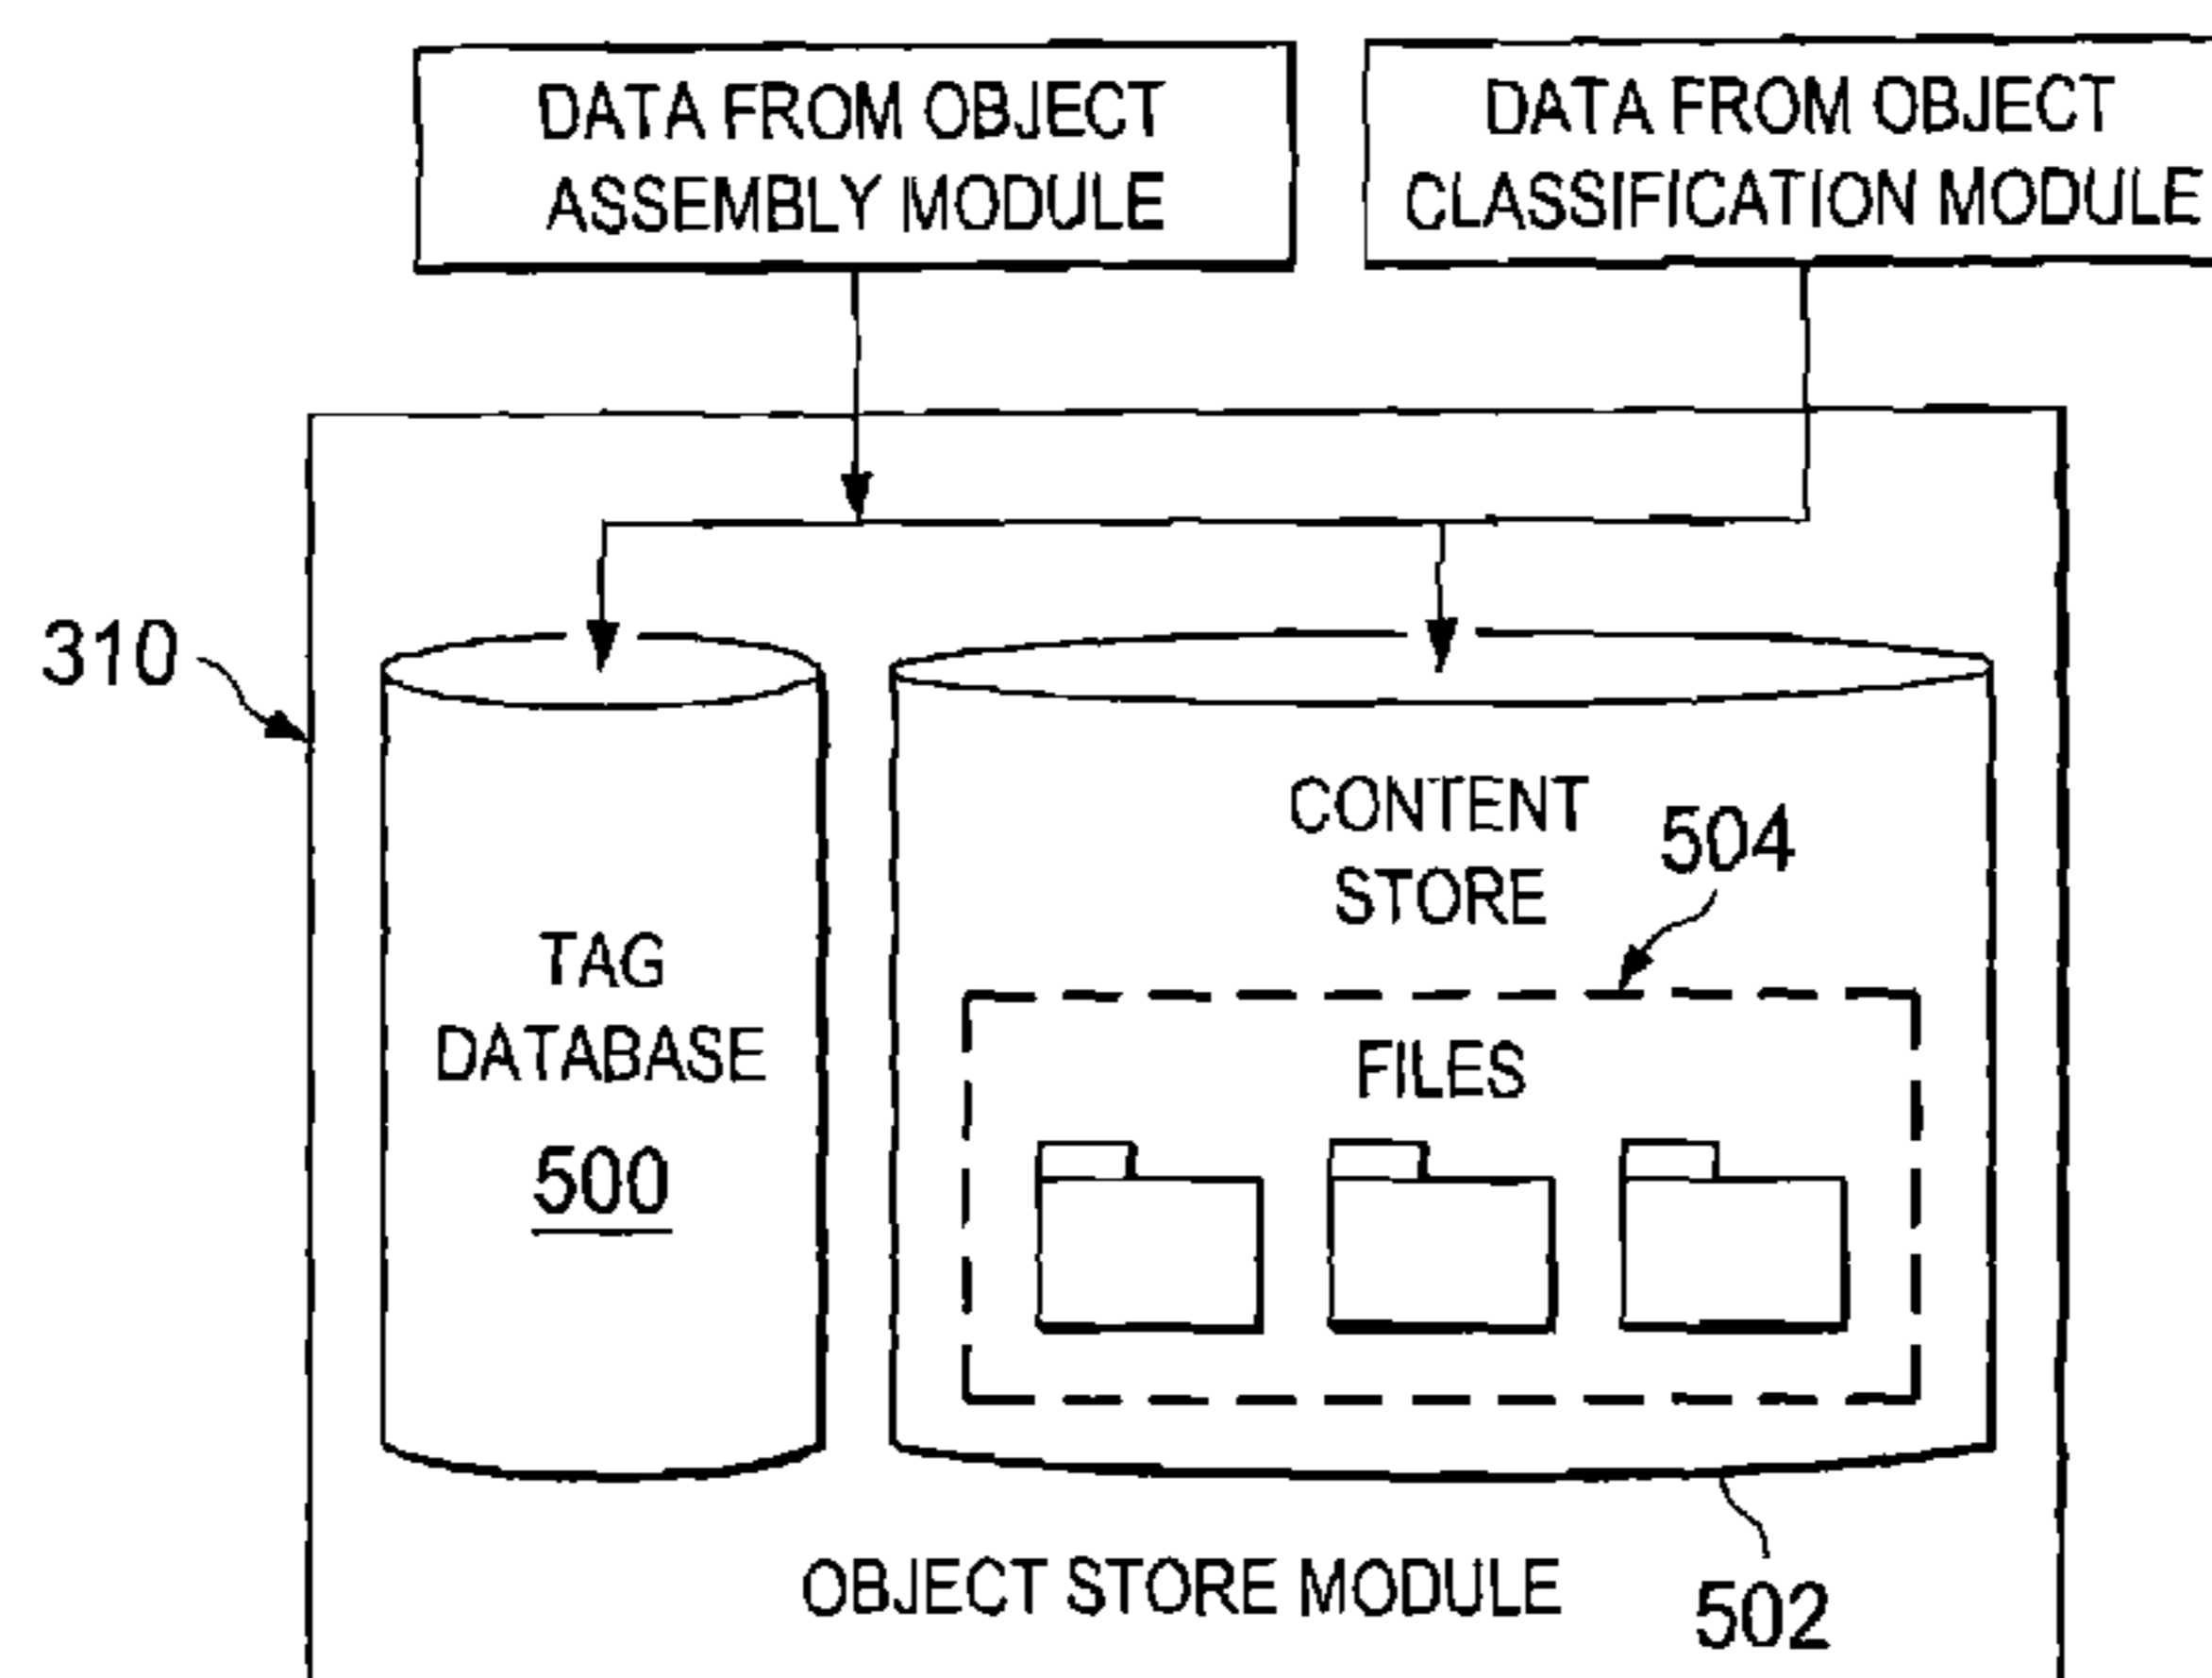 DATA FROM OBJECT
ASSEMBLY MODULE
DATA FROM OBJECT
CLASSIFICATION MODULE
310
CONTENT
STORE
504
TAG
DATABASE
500
FILES
OBJECT STORE MODULE
502